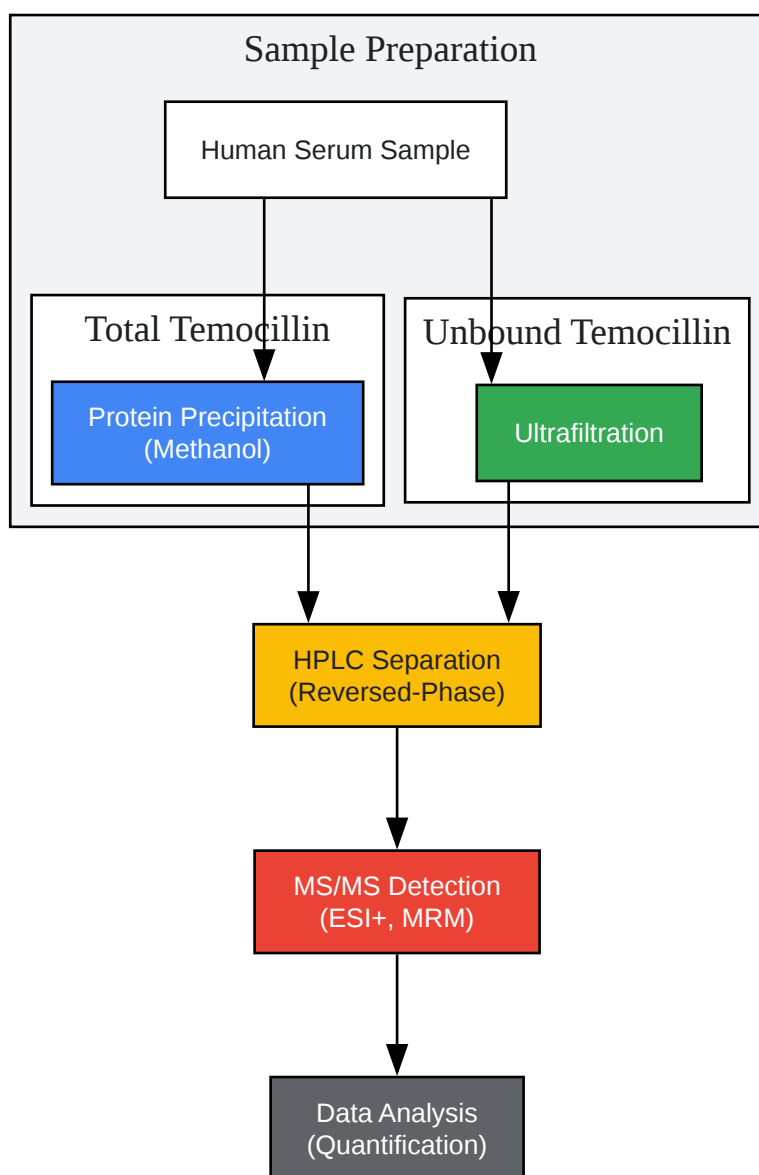 Sample Preparation
Human Serum Sample
Total Temocillin
Unbound Temocillin
Protein Precipitation
(Methanol)
Ultrafiltration
HPLC Separation
(Reversed-Phase)
MS/MS Detection
(ESI+, MRM)
Data Analysis
(Quantification)